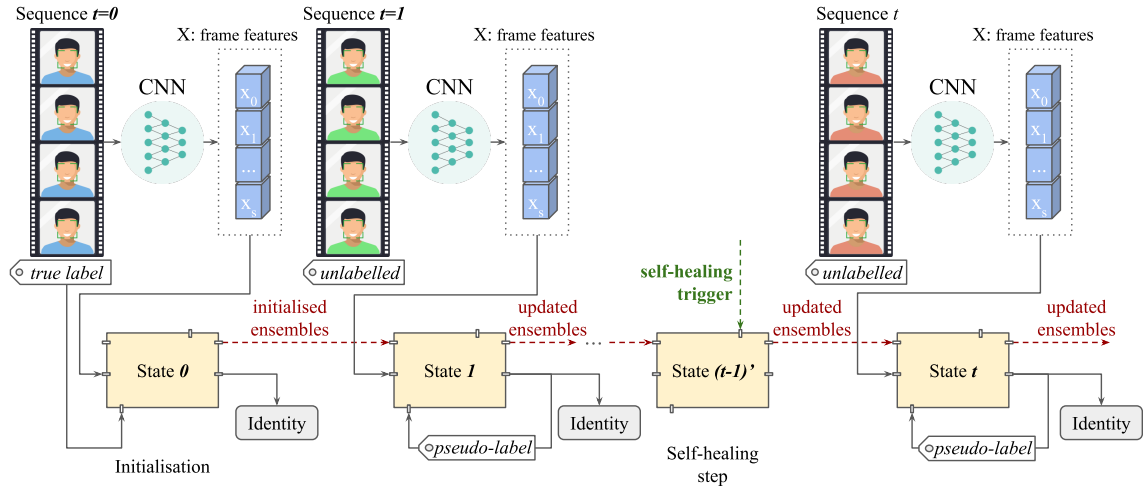 Sequence t=0
X: frame features
CNN
x0
x1
...
xs
true label
Sequence t=1
X: frame features
CNN
x0
x1
...
xs
unlabelled
Sequence t
X: frame features
CNN
x0
x1
...
xs
unlabelled
self-healing
trigger
initialised
ensembles
updated
ensembles
...
updated
ensembles
updated
ensembles
State 0
State 1
State (t-1)’
State t
Identity
Identity
Identity
pseudo-label
pseudo-label
Initialisation
Self-healing
step